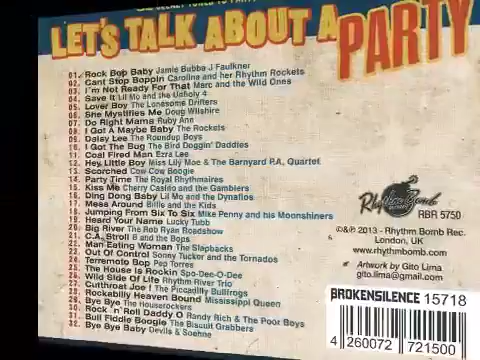 LET'S TALK ABOUT A PARTY
01. Rock Bop Baby Jamie Bubba J Faulkner
02. Cant Stop Boppin Carolina and her Rhythm Rockets
03. I'm Not Ready For That Marc and the Wild Ones
04. Save It Lil Mo and the Unholy 4
05. Lover Boy The Lonesome Drifters
06. She Mystifies Me Doug Wilshire
07. Do Right Mama Ruby Ann
08. I Got A Maybe Baby The Rockets
09. Daisy Lee The Roundup Boys
10. I Got The Bug The Bird Doggin' Daddies
11. Coal Fired Man Ezra Lee
12. Hey Little Boy Miss Lily Moe & The Barnyard P.A, Quartet
13. Scorched Cow Cow Boogie
14. Party Time The Royal Rhythmaires
15. Kiss Me Cherry Casino and the Gamblers
16. Ding Dong Baby Lil Mo and the Dynaflos
17. Mess Around Billie and the Kids
18. Jumping From Six To Six Mike Penny and his Moonshiners
19. Heard Your Name Lucky Tubb
20. Big River The Rob Ryan Roadshow
21. C.A. Stroll B and the Bops
22. Man Eating Woman The Slapbacks
23. Out Of Control Sonny Tucker and the Tornados
24. Terremoto Bop Pep Torres
25. The House Is Rockin Spo-Dee-O-Dee
26. Wild Side Of Life Rhythm River Trio
27. Cutthroat Joe ! The Piccadilly Bullfrogs
28. Rockabilly Heaven Bound Mississippi Queen
29. Bye Bye The Houserockers
30. Rock 'n' Roll Daddy O Randy Rich & The Poor Boys
31. Bull Fiddle Boogie The Biscuit Grabbers
32. Bye Bye Baby Devils & Soehne
Rhythm Bomb
RBR 5750
℗&© 2013 - Rhythm Bomb Rec.
London, UK
www.rhythmbomb.com
Artwork by Gito Lima
gito.lima@gmail.com
BROKENSILENCE 15718
4 260072 721500